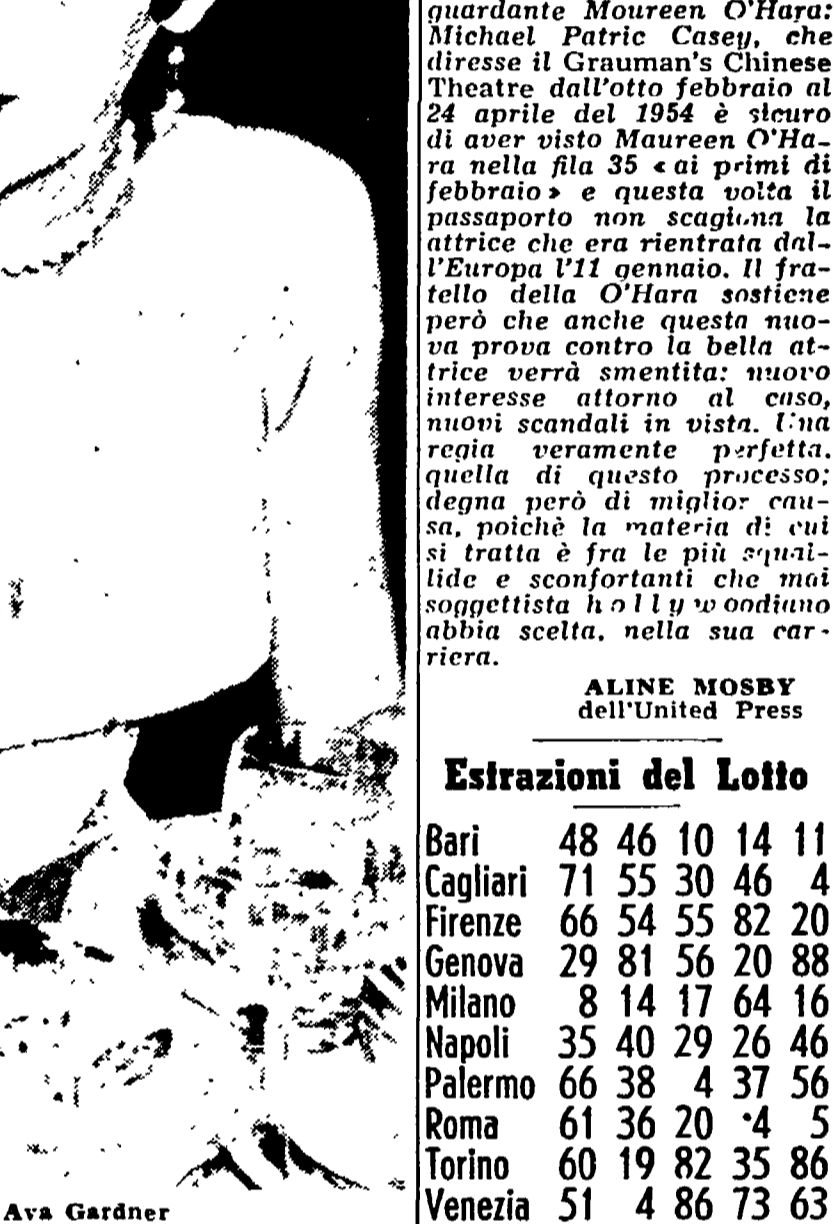 guardante Moureen O'Hara:
Michael Patric Casey, che
diresse il Grauman's Chinese
Theatre dall'otto febbraio al
24 aprile del 1954 è sicuro
di aver visto Maureen O'Ha-
ra nella fila 35 « ai primi di
febbraio » e questa volta il
passaporto non scagiona la
attrice che era rientrata dal-
l'Europa l'11 gennaio. Il fra-
tello della O'Hara sostiene
però che anche questa nuo-
va prova contro la bella at-
trice verrà smentita: nuovo
interesse attorno al caso,
nuovi scandali in vista. Una
regia veramente perfetta,
quella di questo processo;
degna però di miglior cau-
sa, poichè la materia di cui
si tratta è fra le più squal-
lide e sconfortanti che mai
soggettista hollywoodiano
abbia scelta, nella sua car-
riera.
ALINE MOSBY
dell'United Press
Estrazioni del Lotto
Bari 48 46 10 14 11
Cagliari 71 55 30 46 4
Firenze 66 54 55 82 20
Genova 29 81 56 20 88
Milano 8 14 17 64 16
Napoli 35 40 29 26 46
Palermo 66 38 4 37 56
Roma 61 36 20 4 5
Torino 60 19 82 35 86
Venezia 51 4 86 73 63
Ava Gardner